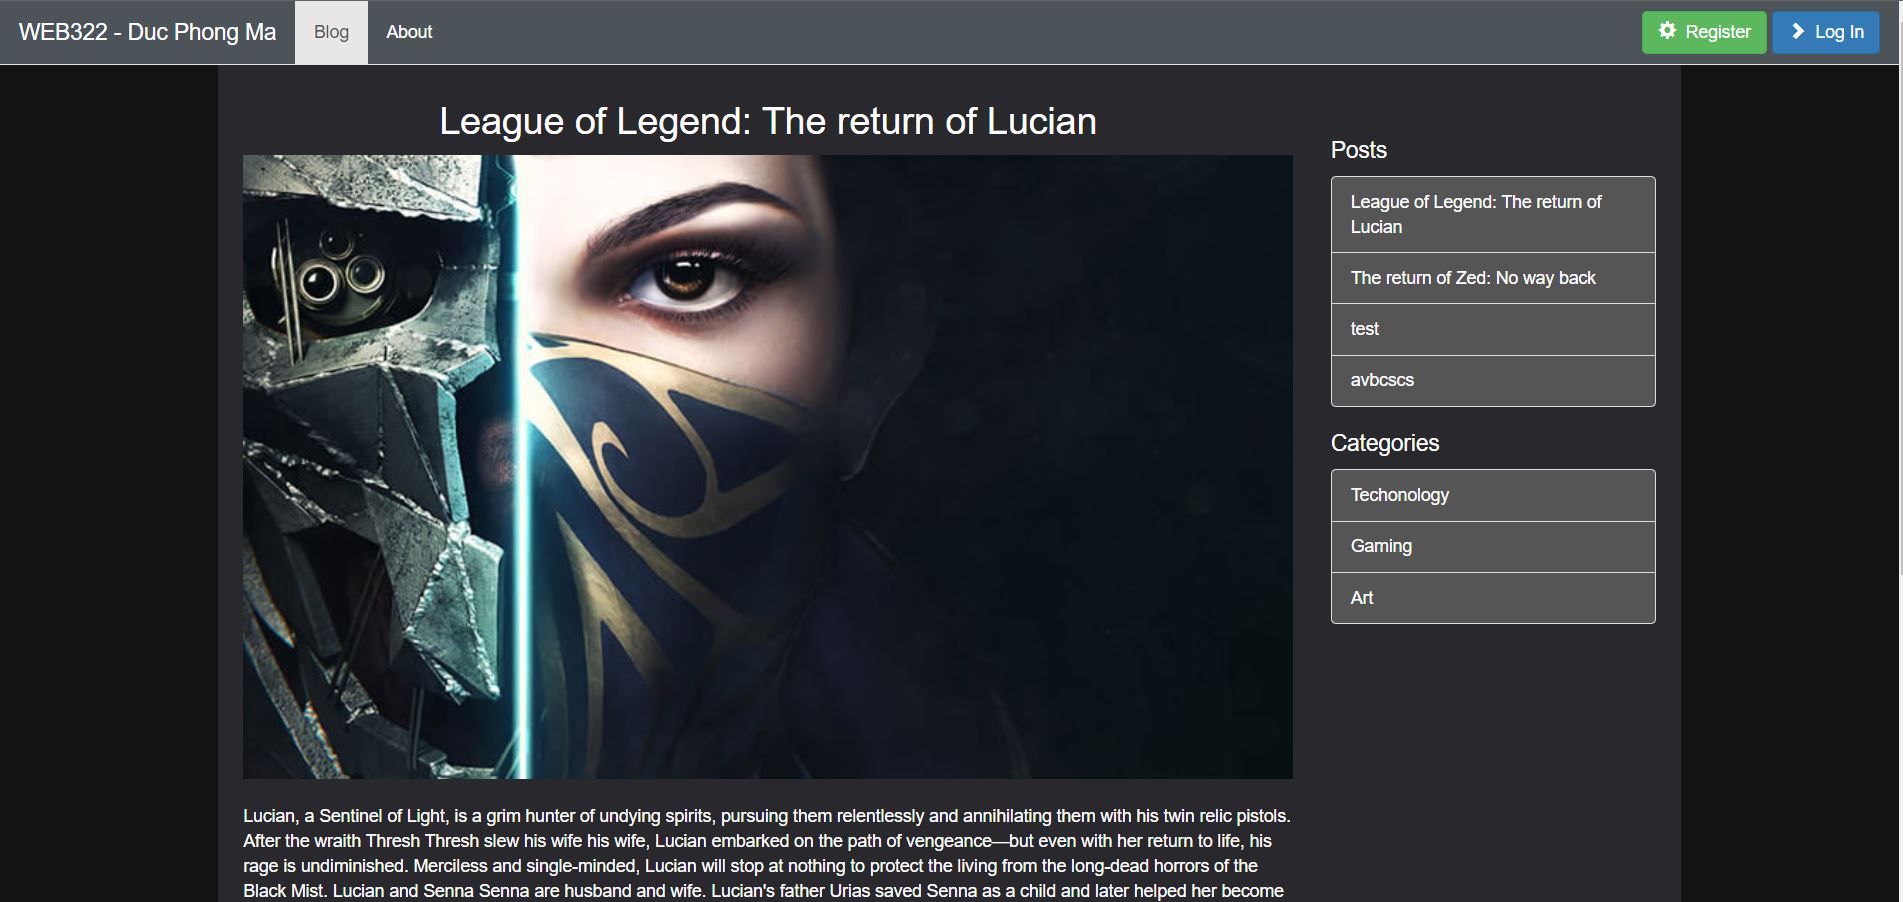 WEB322 - Duc Phong Ma
Blog
About
Register
Log In
League of Legend: The return of Lucian
Lucian, a Sentinel of Light, is a grim hunter of undying spirits, pursuing them relentlessly and annihilating them with his twin relic pistols.
After the wraith Thresh Thresh slew his wife his wife, Lucian embarked on the path of vengeance—but even with her return to life, his
rage is undiminished. Merciless and single-minded, Lucian will stop at nothing to protect the living from the long-dead horrors of the
Black Mist. Lucian and Senna Senna are husband and wife. Lucian's father Urias saved Senna as a child and later helped her become
Posts
League of Legend: The return of
Lucian
The return of Zed: No way back
test
avbcscs
Categories
Techonology
Gaming
Art